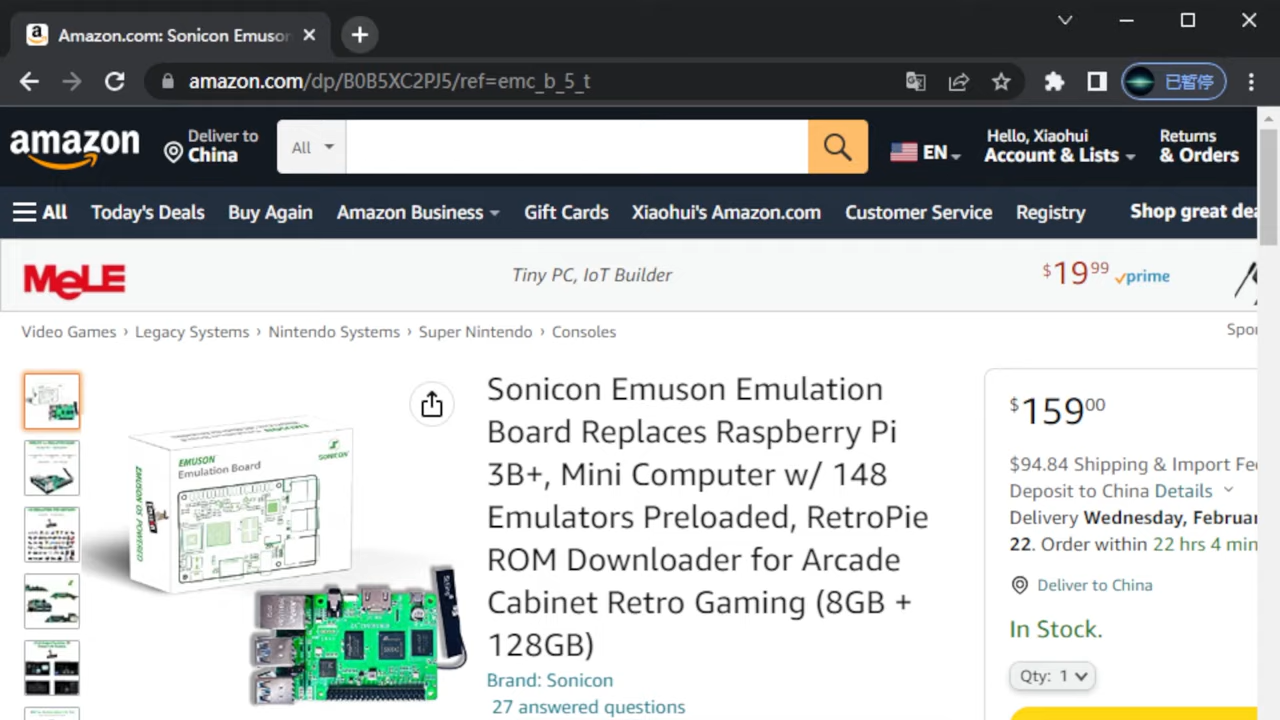 Amazon.com: Sonicon Emuson
amazon.com/dp/B0B5XC2PJ5/ref=emc_b_5_t
已暂停
amazon
Deliver to
China
All
EN
Hello, Xiaohui
Account & Lists
Returns
& Orders
All
Today's Deals
Buy Again
Amazon Business
Gift Cards
Xiaohui's Amazon.com
Customer Service
Registry
Shop great dea
MeLE
Tiny PC, IoT Builder
$19.99 prime
Video Games › Legacy Systems › Nintendo Systems › Super Nintendo › Consoles
Spo
Sonicon Emuson Emulation
Board Replaces Raspberry Pi
3B+, Mini Computer w/ 148
Emulators Preloaded, RetroPie
ROM Downloader for Arcade
Cabinet Retro Gaming (8GB +
128GB)
Brand: Sonicon
27 answered questions
EMUSON
Emulation Board
SONICON
EMUSON OS POWERED
$159.00
$94.84 Shipping & Import Fe
Deposit to China Details
Delivery Wednesday, Februar
22. Order within 22 hrs 4 min
Deliver to China
In Stock.
Qty: 1